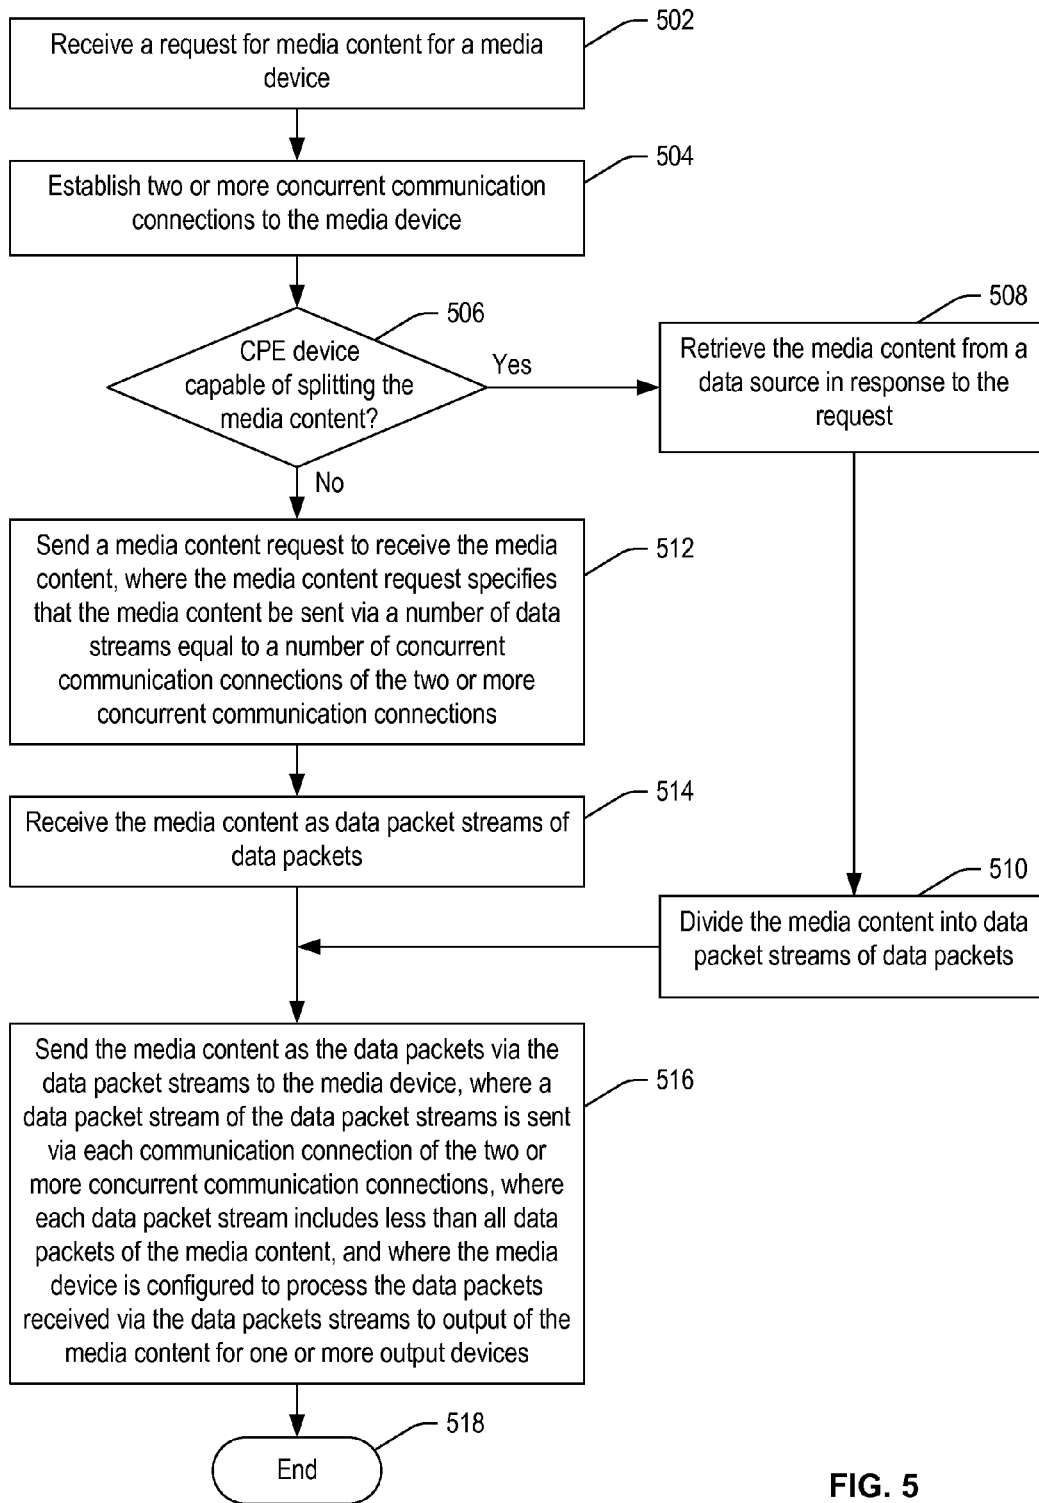 502
Receive a request for media content for a media
device
504
Establish two or more concurrent communication
connections to the media device
506
CPE device
capable of splitting the
media content?
Yes
No
508
Retrieve the media content from a
data source in response to the
request
512
Send a media content request to receive the media
content, where the media content request specifies
that the media content be sent via a number of data
streams equal to a number of concurrent
communication connections of the two or more
concurrent communication connections
514
Receive the media content as data packet streams of
data packets
510
Divide the media content into data
packet streams of data packets
516
Send the media content as the data packets via the
data packet streams to the media device, where a
data packet stream of the data packet streams is sent
via each communication connection of the two or
more concurrent communication connections, where
each data packet stream includes less than all data
packets of the media content, and where the media
device is configured to process the data packets
received via the data packets streams to output of the
media content for one or more output devices
518
End
FIG. 5